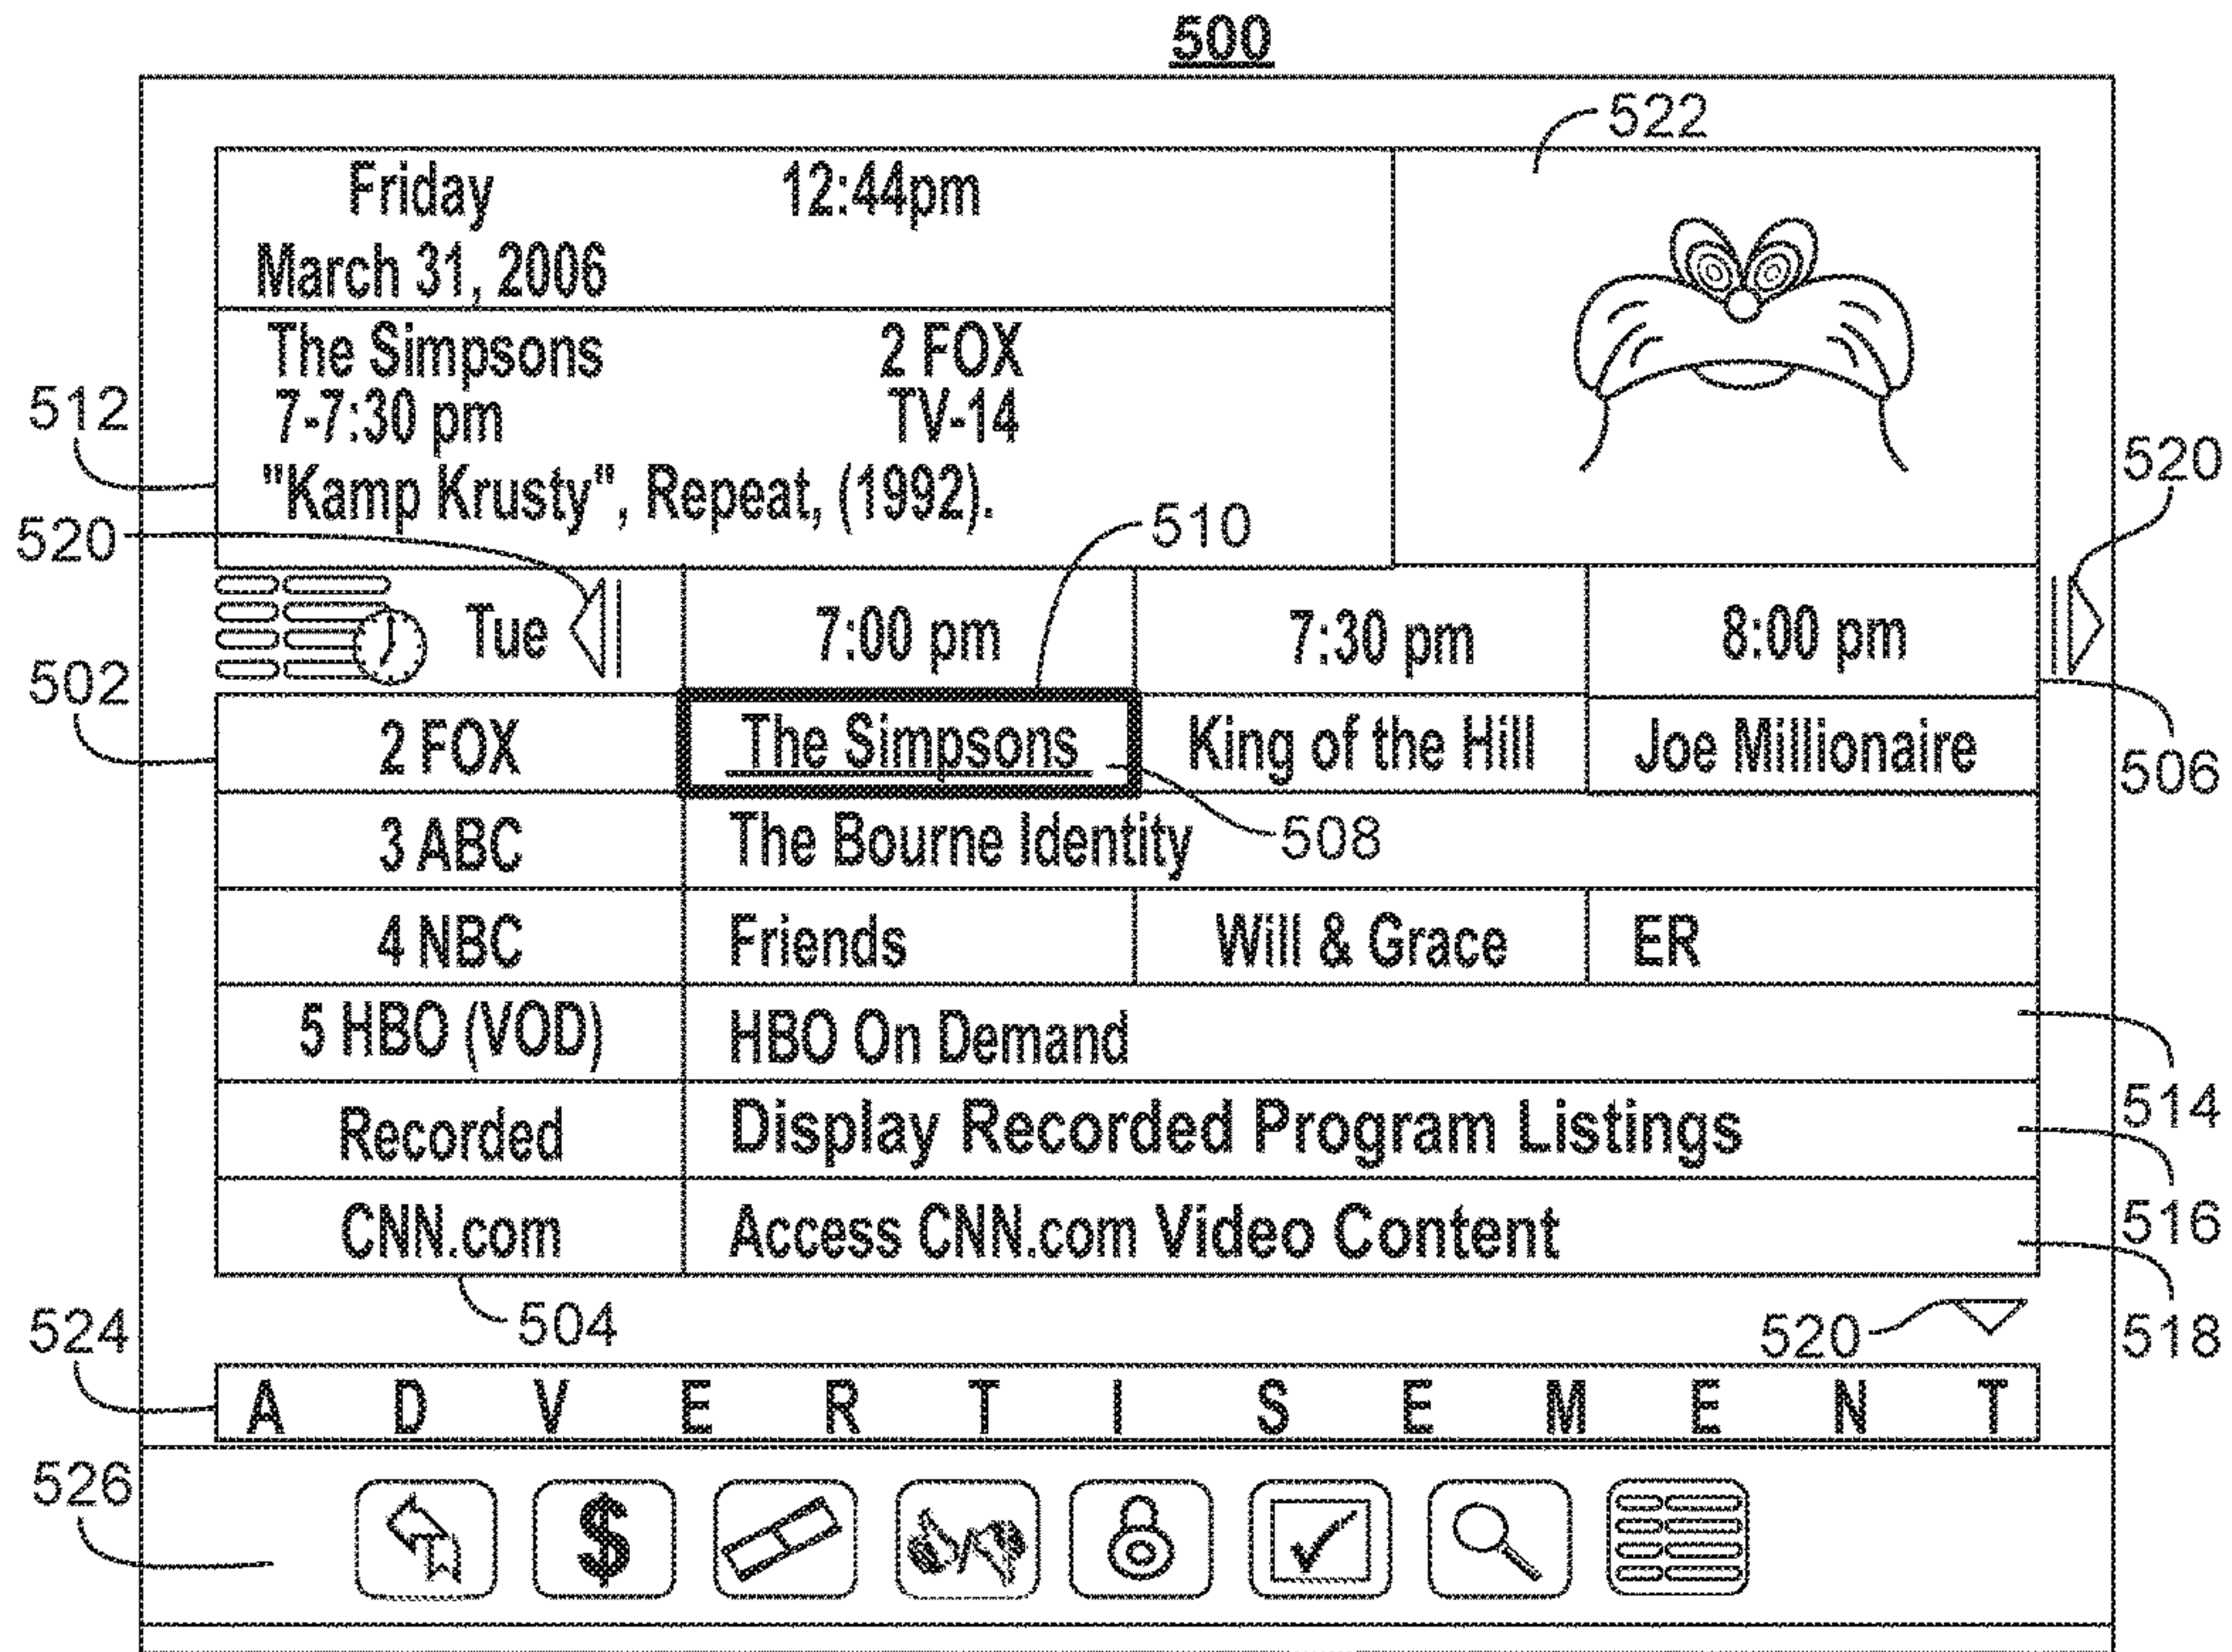 500
522
Friday 12:44pm
March 31, 2006
The Simpsons 2 FOX
512
7-7:30 pm TV-14
520
"Kamp Krusty", Repeat, (1992).
520
510
Tue 7:00 pm 7:30 pm 8:00 pm
502
2 FOX The Simpsons King of the Hill Joe Millionaire
506
3 ABC The Bourne Identity 508
4 NBC Friends Will & Grace ER
5 HBO (VOD) HBO On Demand
514
Recorded Display Recorded Program Listings
516
CNN.com Access CNN.com Video Content
524 504 520 518
A D V E R T I S E M E N T
526
$